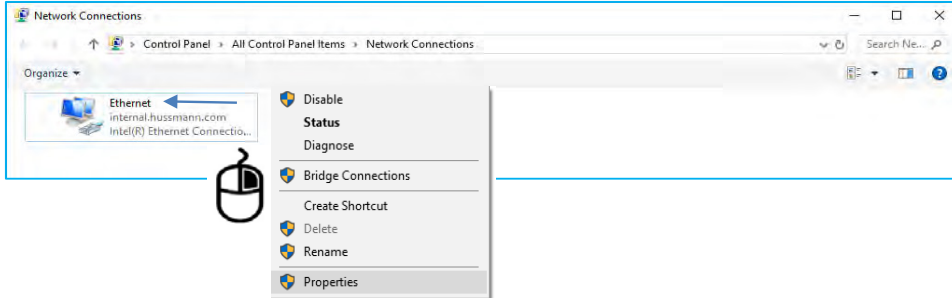 Network Connections
Control Panel > All Control Panel Items > Network Connections
Search Ne...
Organize
Ethernet
internal.hussmann.com
Intel(R) Ethernet Connectio...
Disable
Status
Diagnose
Bridge Connections
Create Shortcut
Delete
Rename
Properties